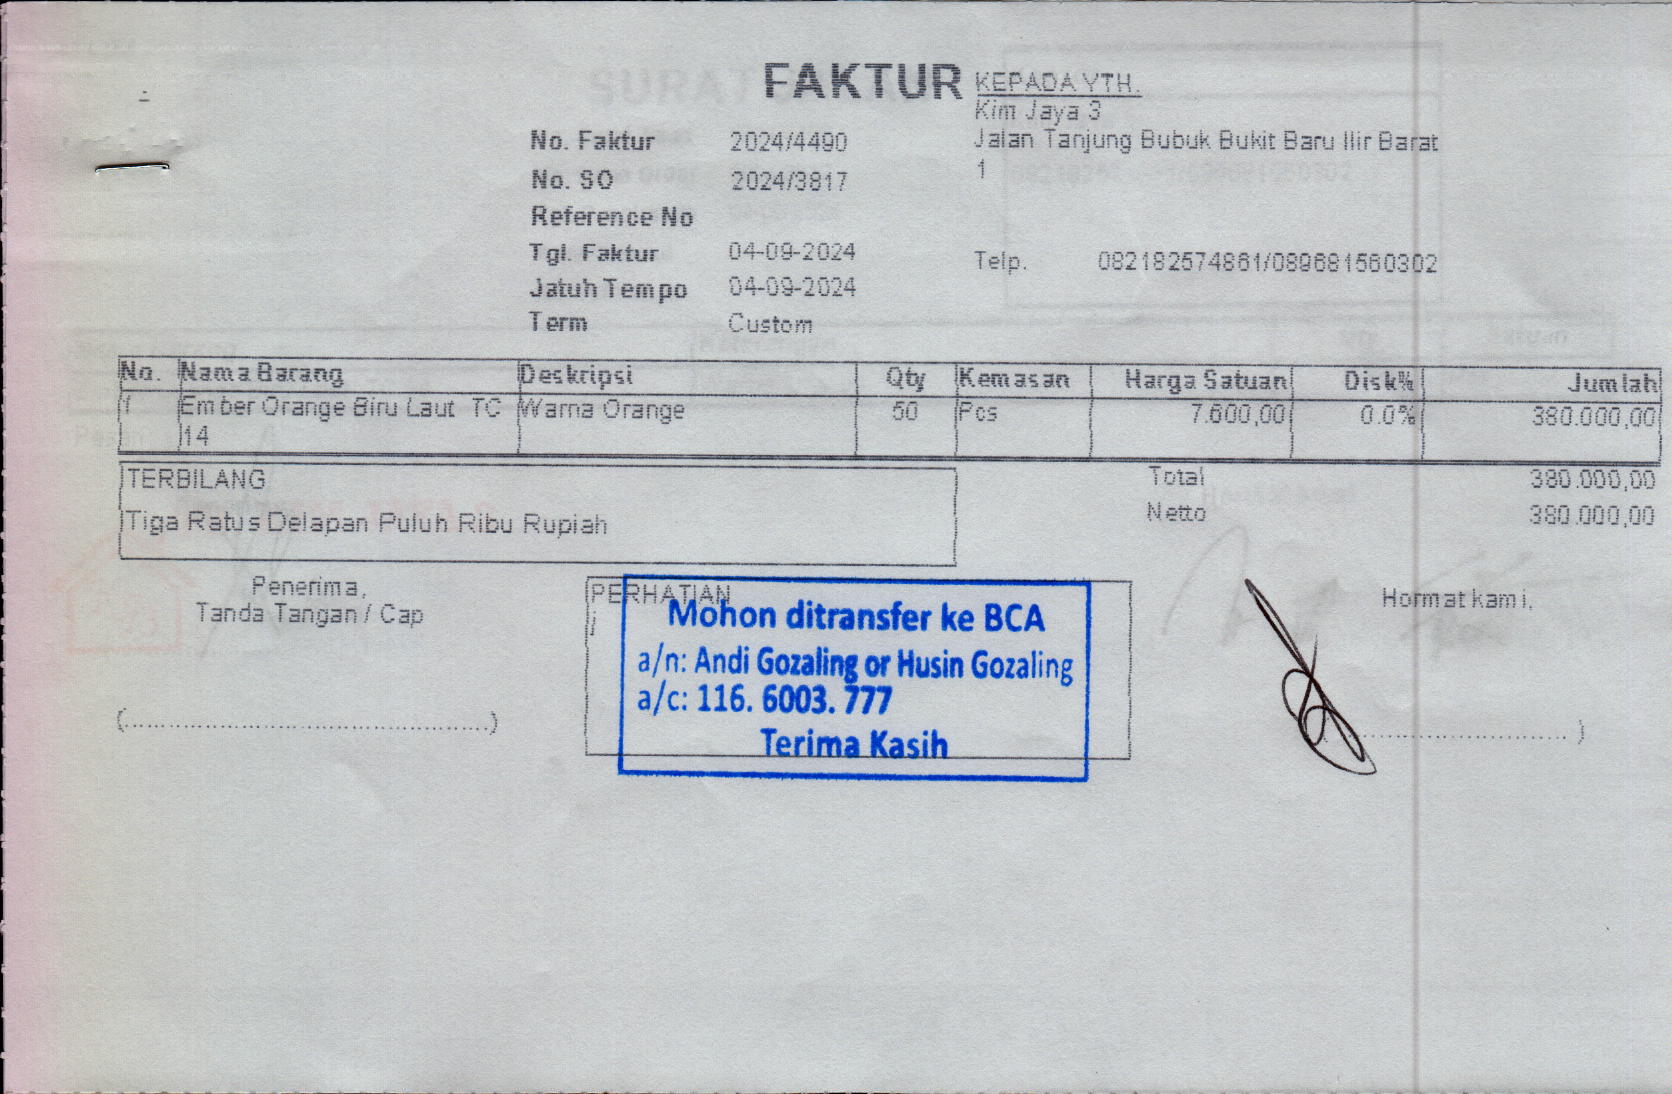 FAKTUR
No. Faktur 2024/4490
No. SO 2024/3817
Reference No
Tgl. Faktur 04-09-2024
Jatuh Tempo 04-09-2024
Term Custom
KEPADA YTH.
Kim Jaya 3
Jalan Tanjung Bubuk Bukit Baru Ilir Barat
1
Telp. 082182574861/089681560302
No. Nama Barang Deskripsi Qty Kemasan Harga Satuan Disk% Jumlah
1 Ember Orange Biru Laut TC Warna Orange 50 Pcs 7.600,00 0.0% 380.000,00
14
TERBILANG
Tiga Ratus Delapan Puluh Ribu Rupiah
Total 380.000,00
Netto 380.000,00
Penerima,
Tanda Tangan / Cap
(............................................)
PERHATIAN
Mohon ditransfer ke BCA
a/n: Andi Gozaling or Husin Gozaling
a/c: 116. 6003. 777
Terima Kasih
Hormat kami,